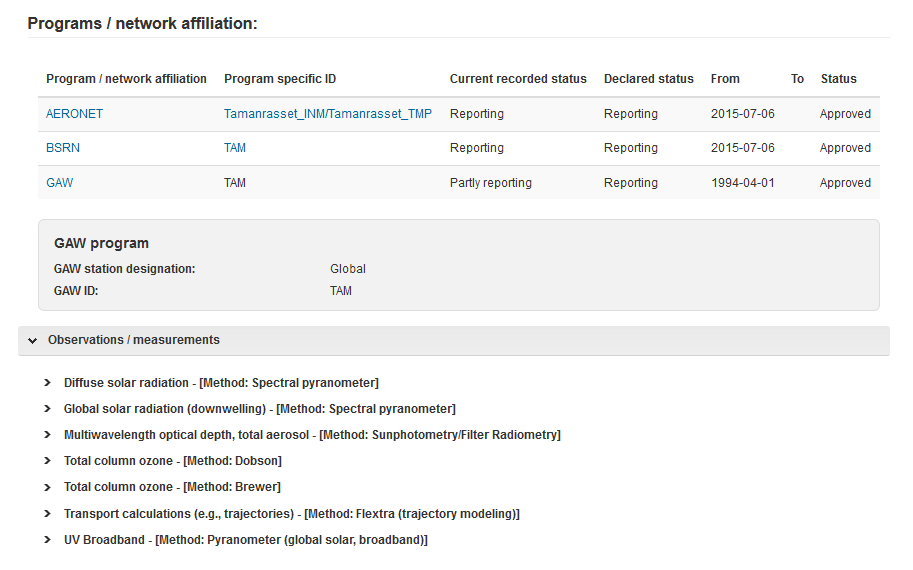 Programs / network affiliation:
Program / network affiliation Program specific ID Current recorded status Declared status From To Status
AERONET Tamanrasset_INM/Tamanrasset_TMP Reporting Reporting 2015-07-06 Approved
BSRN TAM Reporting Reporting 2015-07-06 Approved
GAW TAM Partly reporting Reporting 1994-04-01 Approved
GAW program
GAW station designation: Global
GAW ID: TAM
Observations / measurements
Diffuse solar radiation - [Method: Spectral pyranometer]
Global solar radiation (downwelling) - [Method: Spectral pyranometer]
Multiwavelength optical depth, total aerosol - [Method: Sunphotometry/Filter Radiometry]
Total column ozone - [Method: Dobson]
Total column ozone - [Method: Brewer]
Transport calculations (e.g., trajectories) - [Method: Flextra (trajectory modeling)]
UV Broadband - [Method: Pyranometer (global solar, broadband)]